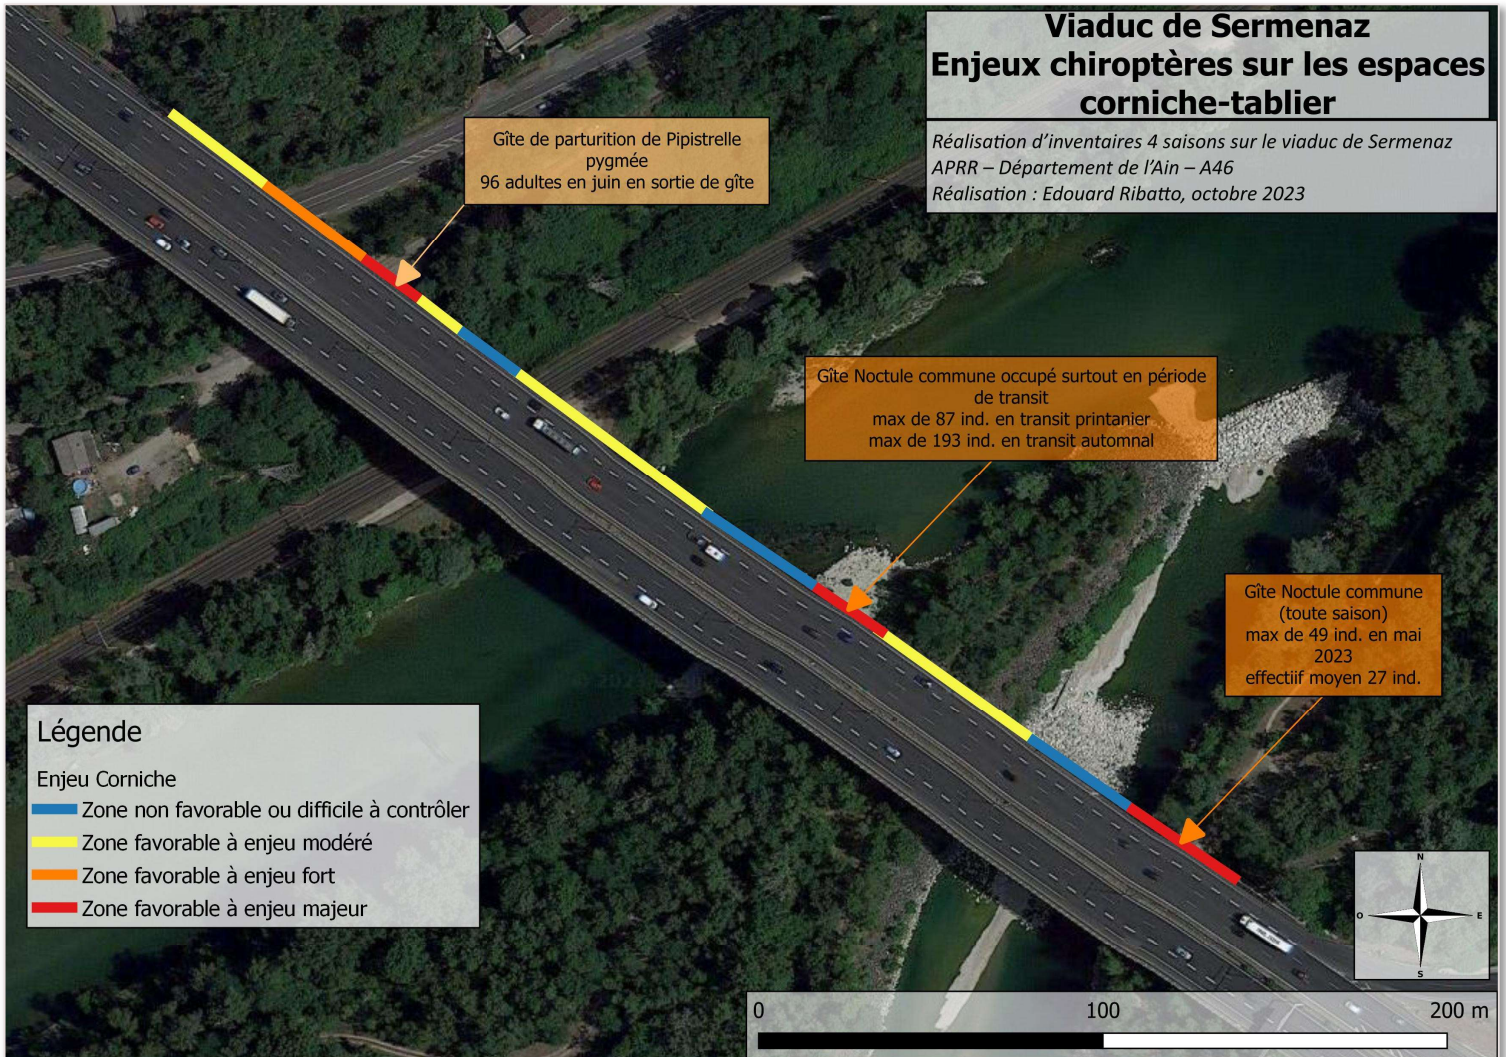 Viaduc de Sermenaz
Enjeux chiroptères sur les espaces
corniche-tablier
Réalisation d'inventaires 4 saisons sur le viaduc de Sermenaz
APRR – Département de l'Ain – A46
Réalisation : Edouard Ribatto, octobre 2023
Gîte de parturition de Pipistrelle
pygmée
96 adultes en juin en sortie de gîte
Gîte Noctule commune occupé surtout en période
de transit
max de 87 ind. en transit printanier
max de 193 ind. en transit automnal
Gîte Noctule commune
(toute saison)
max de 49 ind. en mai
2023
effectiif moyen 27 ind.
Légende
Enjeu Corniche
Zone non favorable ou difficile à contrôler
Zone favorable à enjeu modéré
Zone favorable à enjeu fort
Zone favorable à enjeu majeur
N
O E
S
0 100 200 m